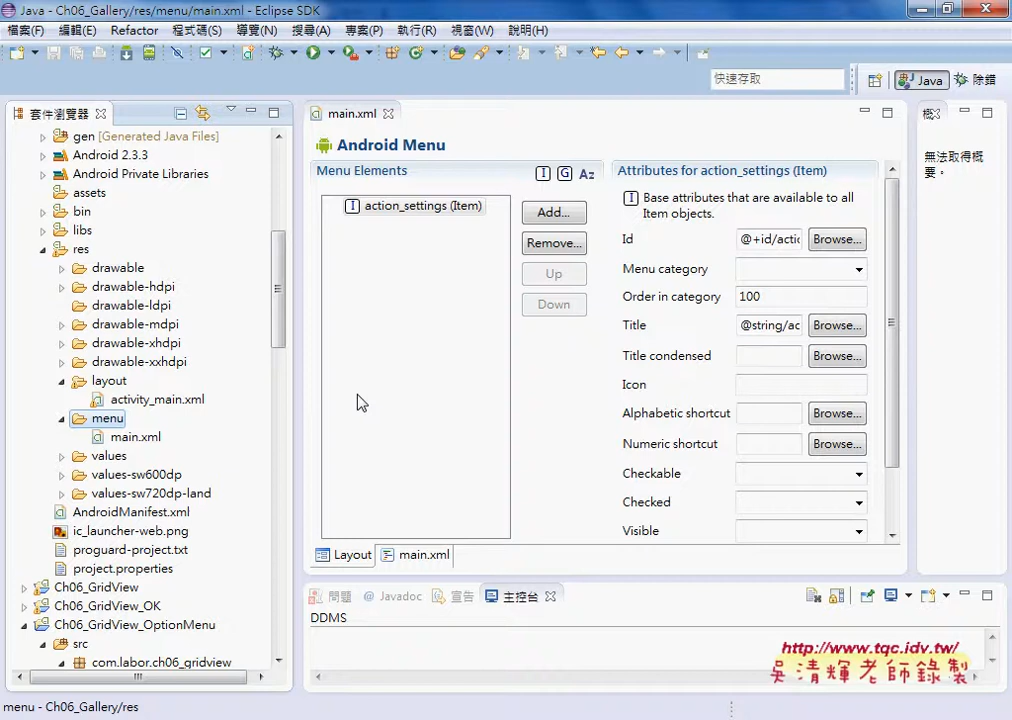 Java - Ch06_Gallery/res/menu/main.xml - Eclipse SDK
檔案(F) 編輯(E) Refactor 程式碼(S) 導覽(N) 搜尋(A) 專案(P) 執行(R) 視窗(W) 說明(H)
快速存取
Java
除錯
套件瀏覽器
gen [Generated Java Files]
Android 2.3.3
Android Private Libraries
assets
bin
libs
res
drawable
drawable-hdpi
drawable-ldpi
drawable-mdpi
drawable-xhdpi
drawable-xxhdpi
layout
activity_main.xml
menu
main.xml
values
values-sw600dp
values-sw720dp-land
AndroidManifest.xml
ic_launcher-web.png
proguard-project.txt
project.properties
Ch06_GridView
Ch06_GridView_OK
Ch06_GridView_OptionMenu
src
com.labor.ch06_gridview
main.xml
Android Menu
Menu Elements
I G Az
I action_settings (Item)
Add...
Remove...
Up
Down
Attributes for action_settings (Item)
I Base attributes that are available to all
Item objects.
Id @+id/actic Browse...
Menu category
Order in category 100
Title @string/ac Browse...
Title condensed Browse...
Icon
Alphabetic shortcut Browse...
Numeric shortcut Browse...
Checkable
Checked
Visible
Layout main.xml
無法取得概
要。
問題 @ Javadoc 宣告 主控台
DDMS
http://www.tqc.idv.tw/
吳清輝老師錄製
menu - Ch06_Gallery/res